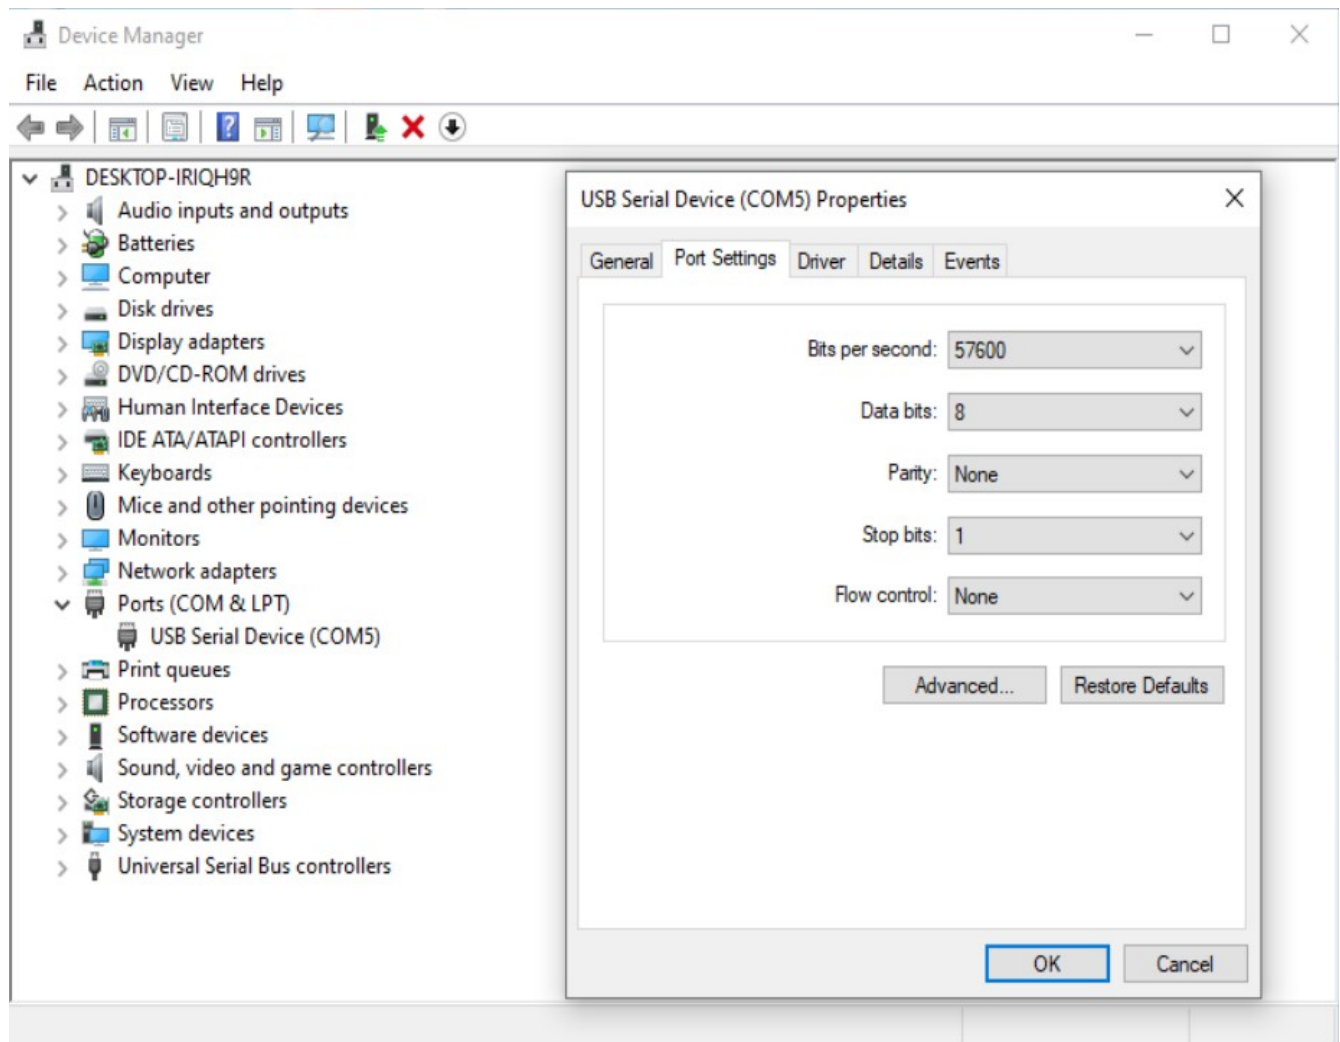 Device Manager
File Action View Help
DESKTOP-IRIQH9R
Audio inputs and outputs
Batteries
Computer
Disk drives
Display adapters
DVD/CD-ROM drives
Human Interface Devices
IDE ATA/ATAPI controllers
Keyboards
Mice and other pointing devices
Monitors
Network adapters
Ports (COM & LPT)
USB Serial Device (COM5)
Print queues
Processors
Software devices
Sound, video and game controllers
Storage controllers
System devices
Universal Serial Bus controllers
USB Serial Device (COM5) Properties
General Port Settings Driver Details Events
Bits per second: 57600
Data bits: 8
Parity: None
Stop bits: 1
Flow control: None
Advanced... Restore Defaults
OK Cancel